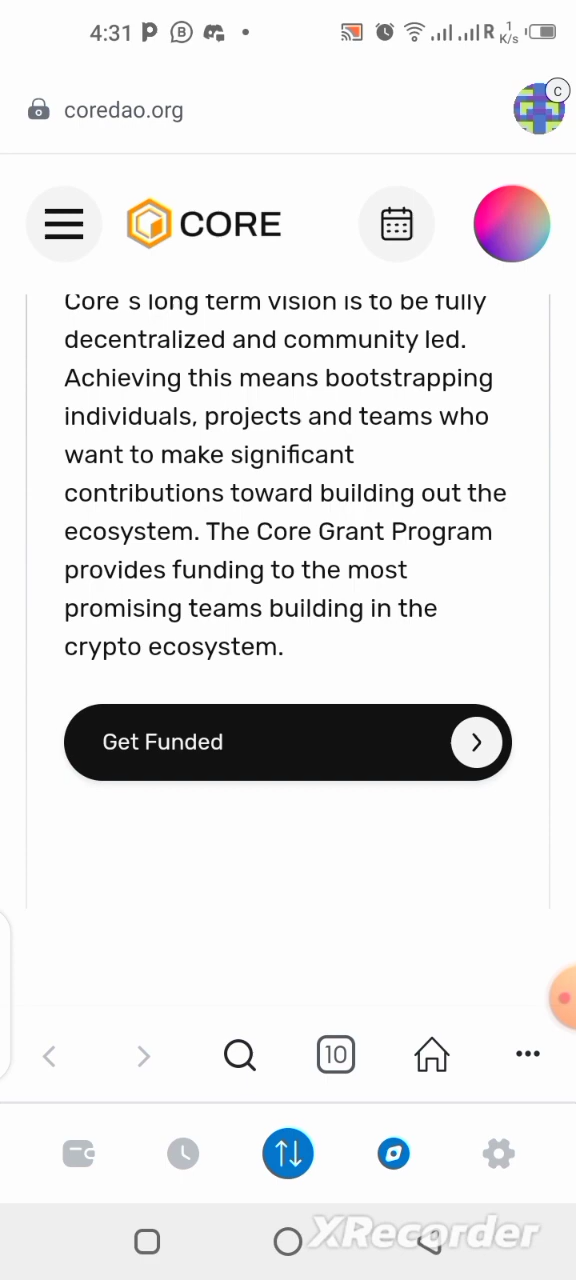 4:31
R
1
K/s
coredao.org
C
CORE
Core s long term vision is to be fully
decentralized and community led.
Achieving this means bootstrapping
individuals, projects and teams who
want to make significant
contributions toward building out the
ecosystem. The Core Grant Program
provides funding to the most
promising teams building in the
crypto ecosystem.
Get Funded
10
XRecorder